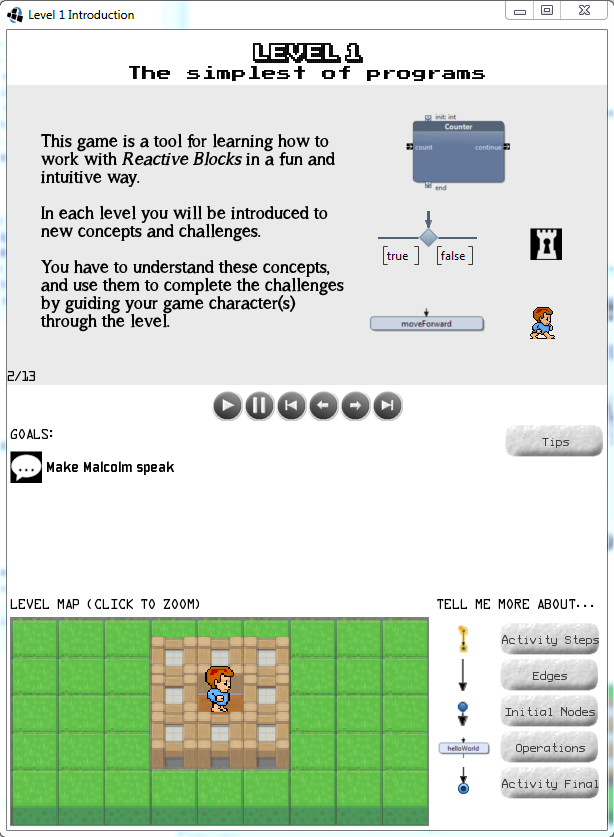 Level 1 Introduction
LEVEL 1
The simplest of programs
This game is a tool for learning how to
work with Reactive Blocks in a fun and
intuitive way.
In each level you will be introduced to
new concepts and challenges.
You have to understand these concepts,
and use them to complete the challenges
by guiding your game character(s)
through the level.
init: int
Counter
count
continue
end
[true ]
[false ]
moveForward
2/13
GOALS:
Tips
... Make Malcolm speak
LEVEL MAP (CLICK TO ZOOM)
TELL ME MORE ABOUT...
Activity Steps
Edges
Initial Nodes
helloWorld
Operations
Activity Final